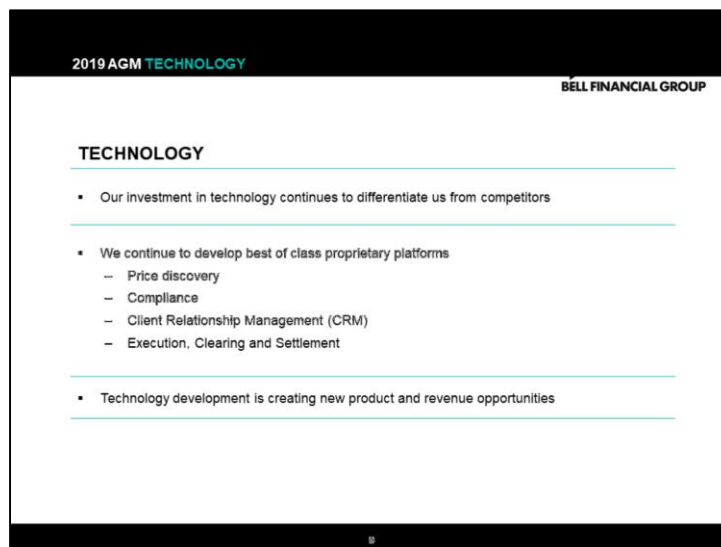 2019 AGM TECHNOLOGY
BELL FINANCIAL GROUP
TECHNOLOGY
▪ Our investment in technology continues to differentiate us from competitors
▪ We continue to develop best of class proprietary platforms
– Price discovery
– Compliance
– Client Relationship Management (CRM)
– Execution, Clearing and Settlement
▪ Technology development is creating new product and revenue opportunities